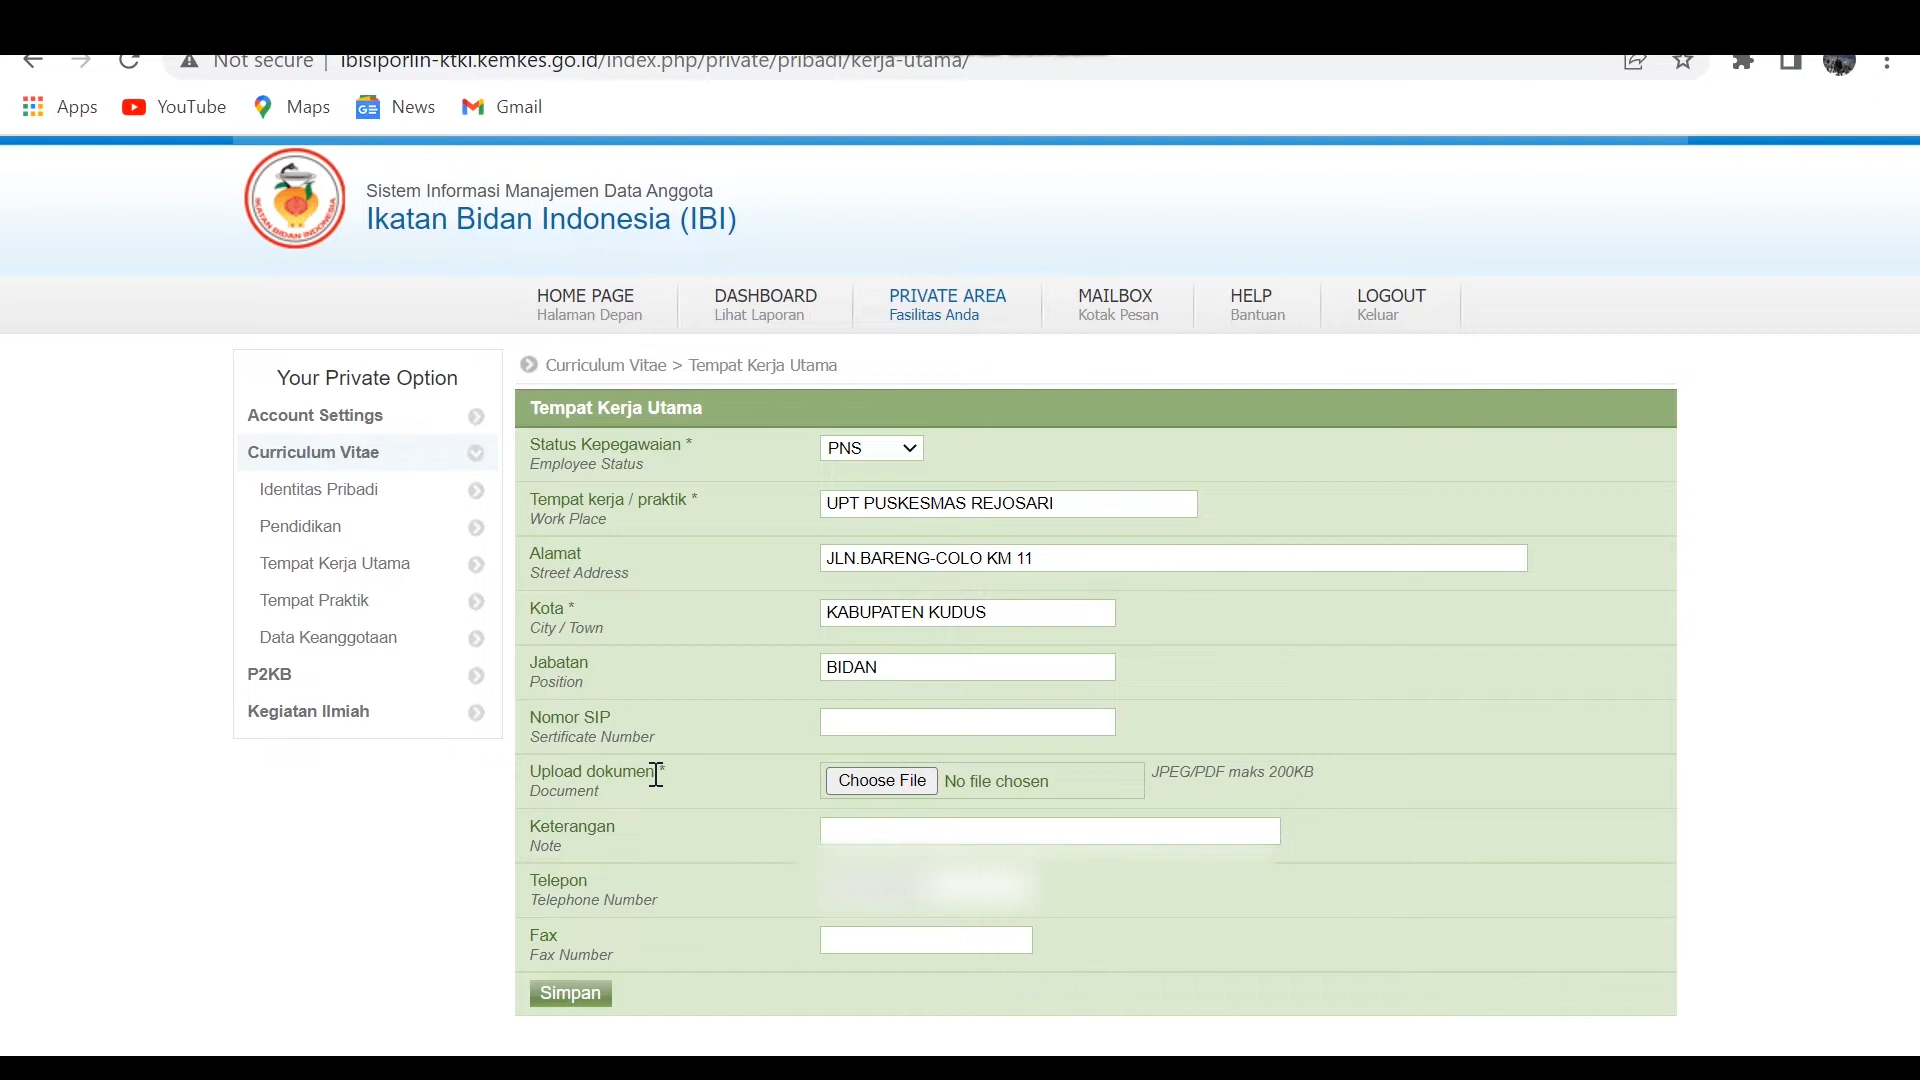 Not secure | ibisiporlin-ktki.kemkes.go.id/index.php/private/pribadi/kerja-utama/
Apps YouTube Maps News Gmail
IKATAN BIDAN INDONESIA
Sistem Informasi Manajemen Data Anggota
Ikatan Bidan Indonesia (IBI)
HOME PAGE DASHBOARD PRIVATE AREA MAILBOX HELP LOGOUT
Halaman Depan Lihat Laporan Fasilitas Anda Kotak Pesan Bantuan Keluar
Your Private Option
Account Settings
Curriculum Vitae
Identitas Pribadi
Pendidikan
Tempat Kerja Utama
Tempat Praktik
Data Keanggotaan
P2KB
Kegiatan Ilmiah
Curriculum Vitae > Tempat Kerja Utama
Tempat Kerja Utama
Status Kepegawaian * PNS
Employee Status
Tempat kerja / praktik * UPT PUSKESMAS REJOSARI
Work Place
Alamat JLN.BARENG-COLO KM 11
Street Address
Kota * KABUPATEN KUDUS
City / Town
Jabatan BIDAN
Position
Nomor SIP
Sertificate Number
Upload dokumen * Choose File No file chosen JPEG/PDF maks 200KB
Document
Keterangan
Note
Telepon
Telephone Number
Fax
Fax Number
Simpan